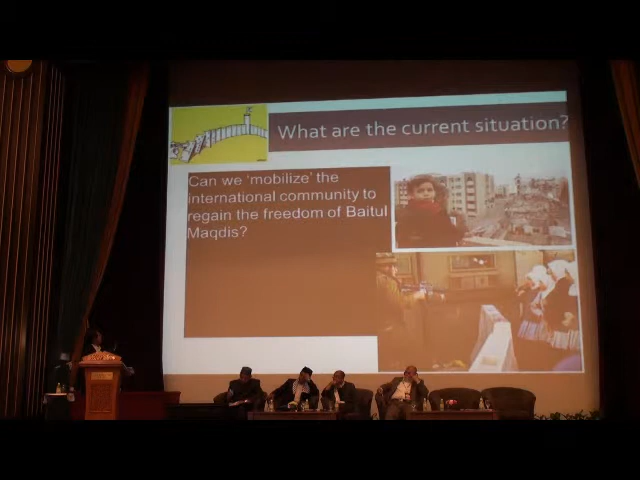 What are the current situation?
Can we 'mobilize' the
international community to
regain the freedom of Baitul
Maqdis?